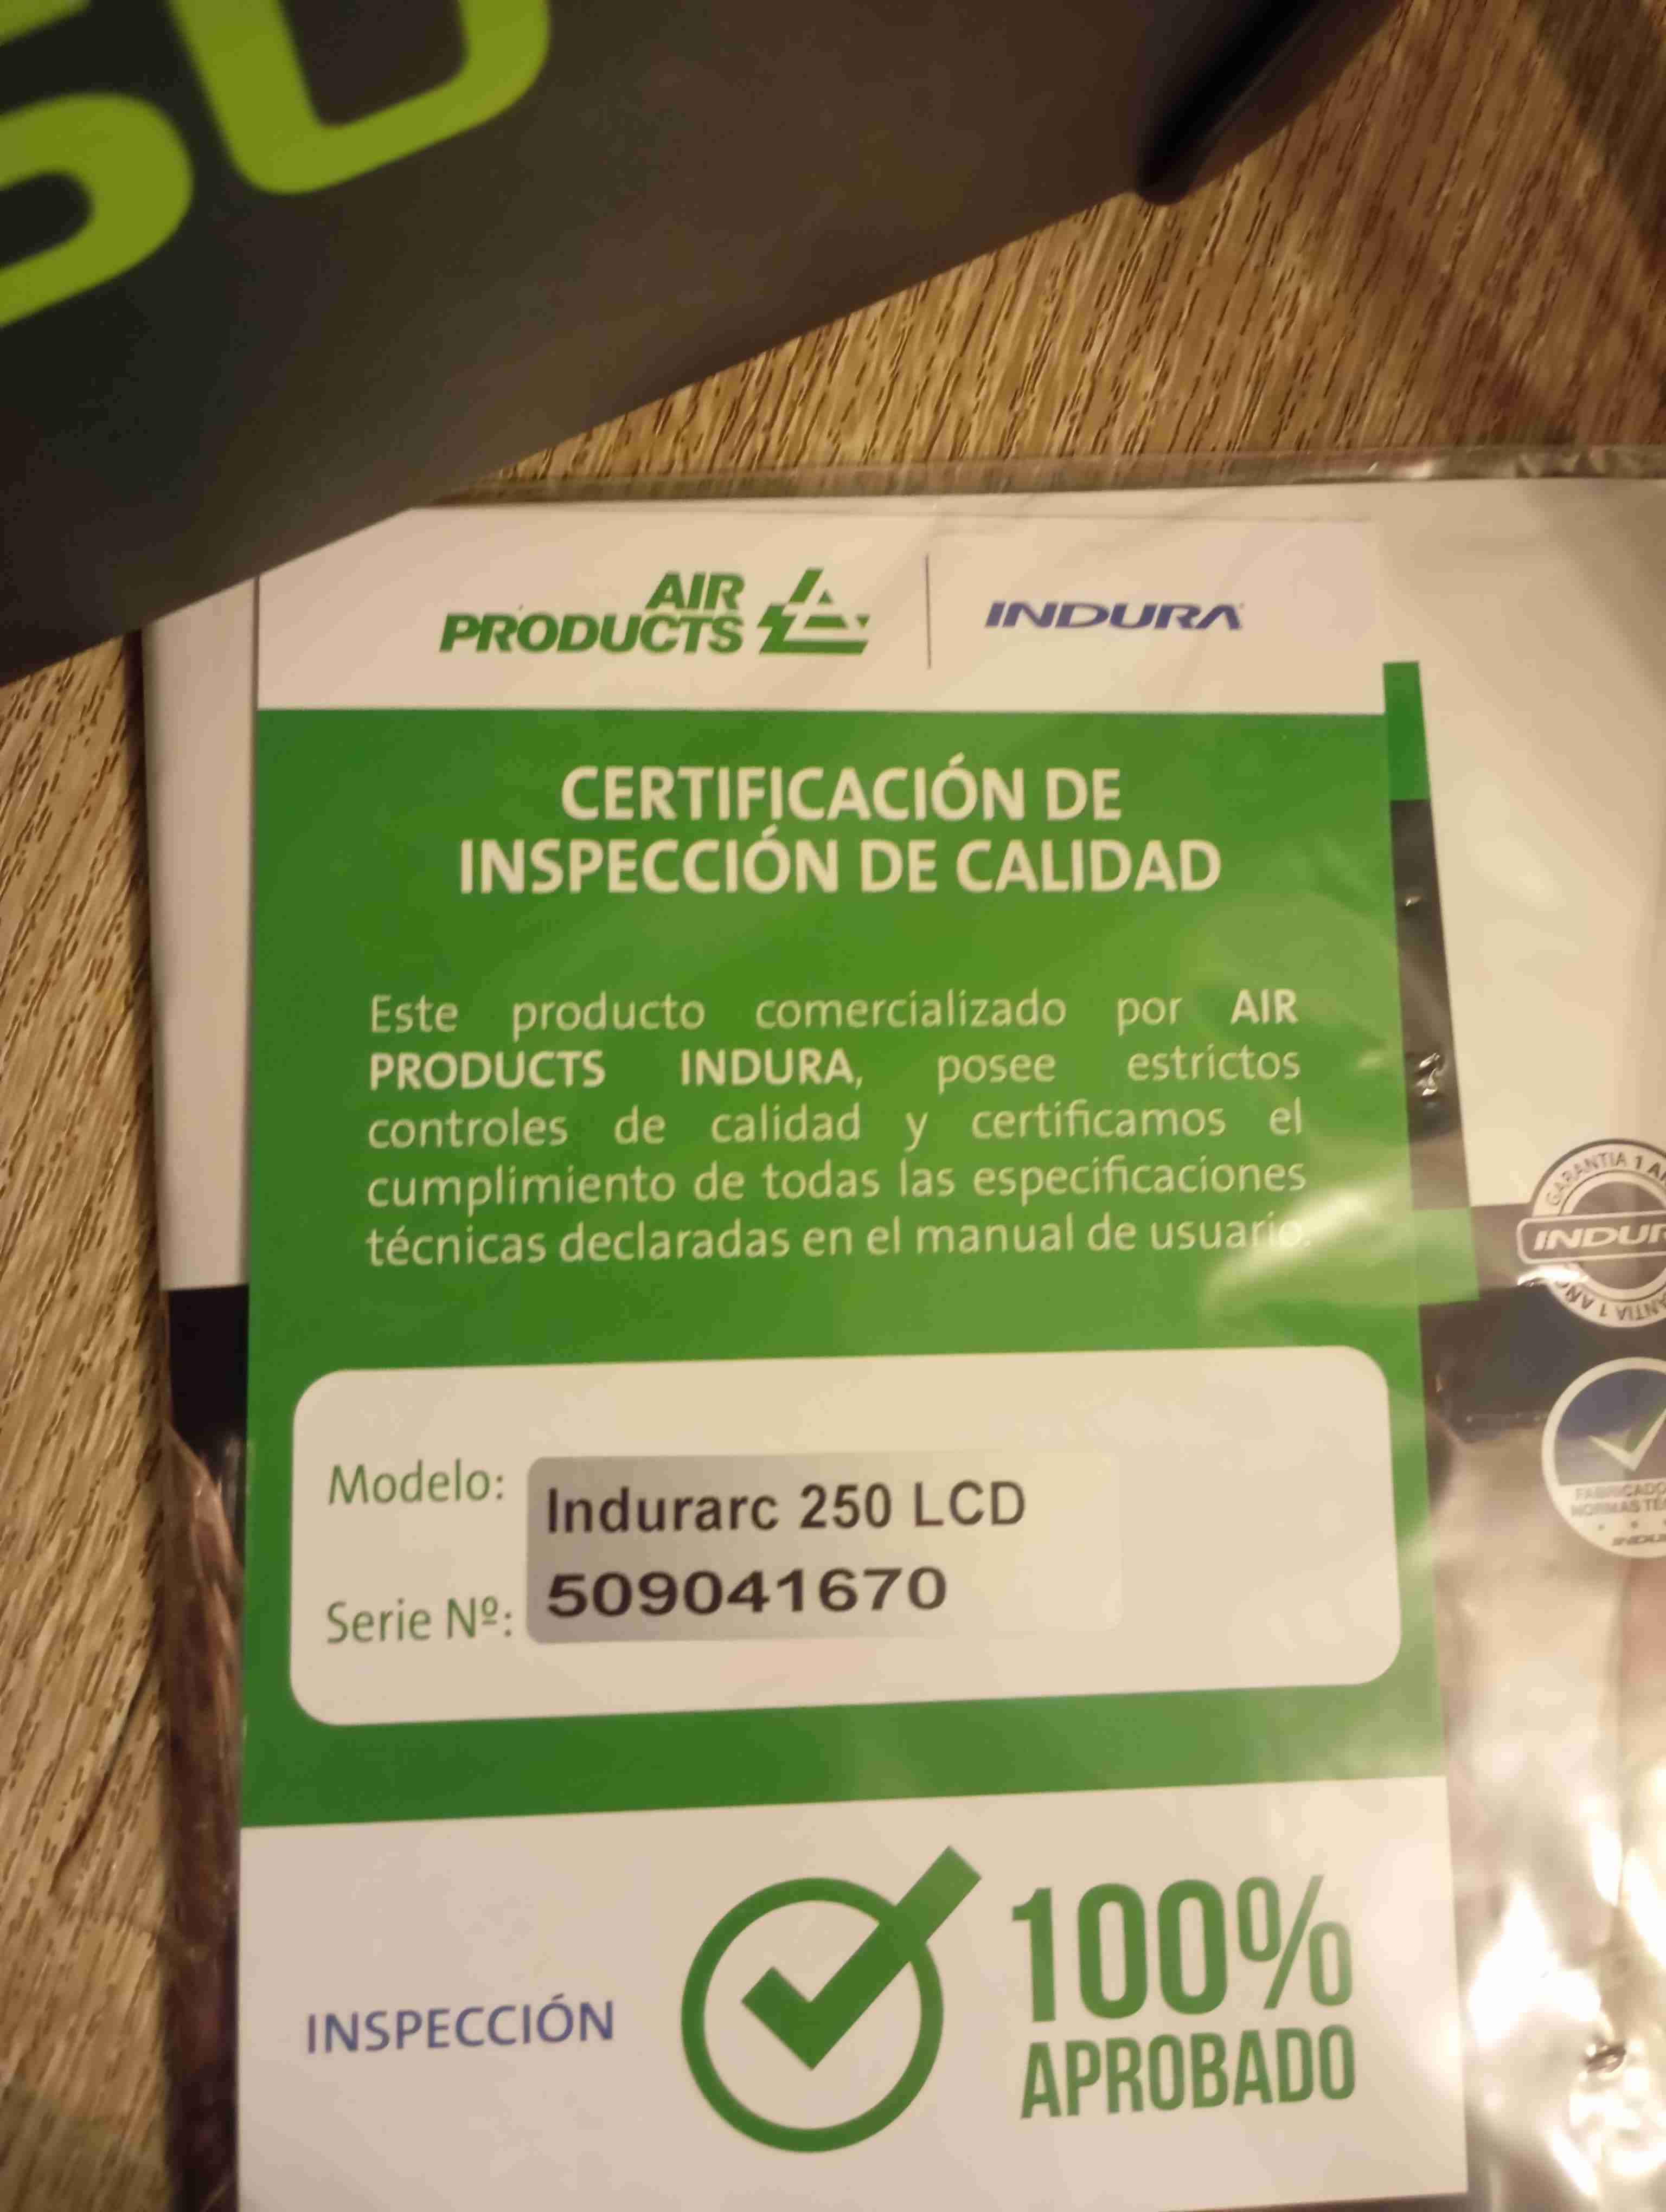 AIR
PRODUCTS
INDURA
CERTIFICACIÓN DE
INSPECCIÓN DE CALIDAD
Este producto comercializado por AIR
PRODUCTS INDURA, posee estrictos
controles de calidad y certificamos el
cumplimiento de todas las especificaciones
técnicas declaradas en el manual de usuario.
Modelo: Indurarc 250 LCD
Serie Nº: 509041670
INSPECCIÓN
100%
APROBADO
GARANTIA 1